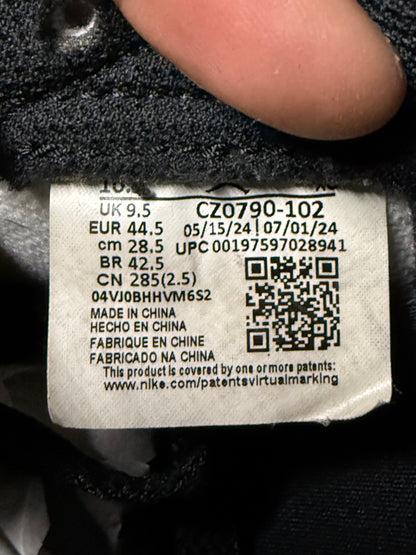 UK 9.5 CZ0790-102
EUR 44.5 05/15/24 | 07/01/24
cm 28.5 UPC 00197597028941
BR 42.5
CN 285(2.5)
04VJ0BHHVM6S2
MADE IN CHINA
HECHO EN CHINA
FABRIQUE EN CHINE
FABRICADO NA CHINA
This product is covered by one or more patents:
www.nike.com/patentsvirtualmarking